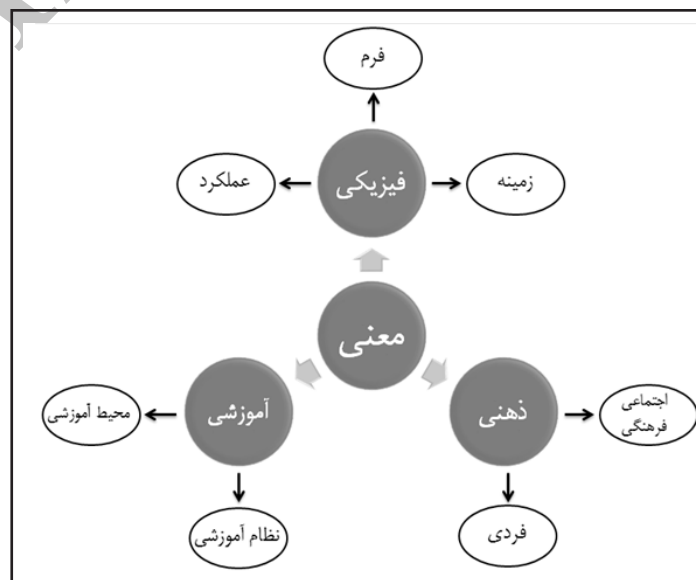 فرم
زمینه
فیزیکی
عملکرد
معنی
ذهنی
آموزشی
اجتماعی
فرهنگی
محیط آموزشی
فردی
نظام آموزشی